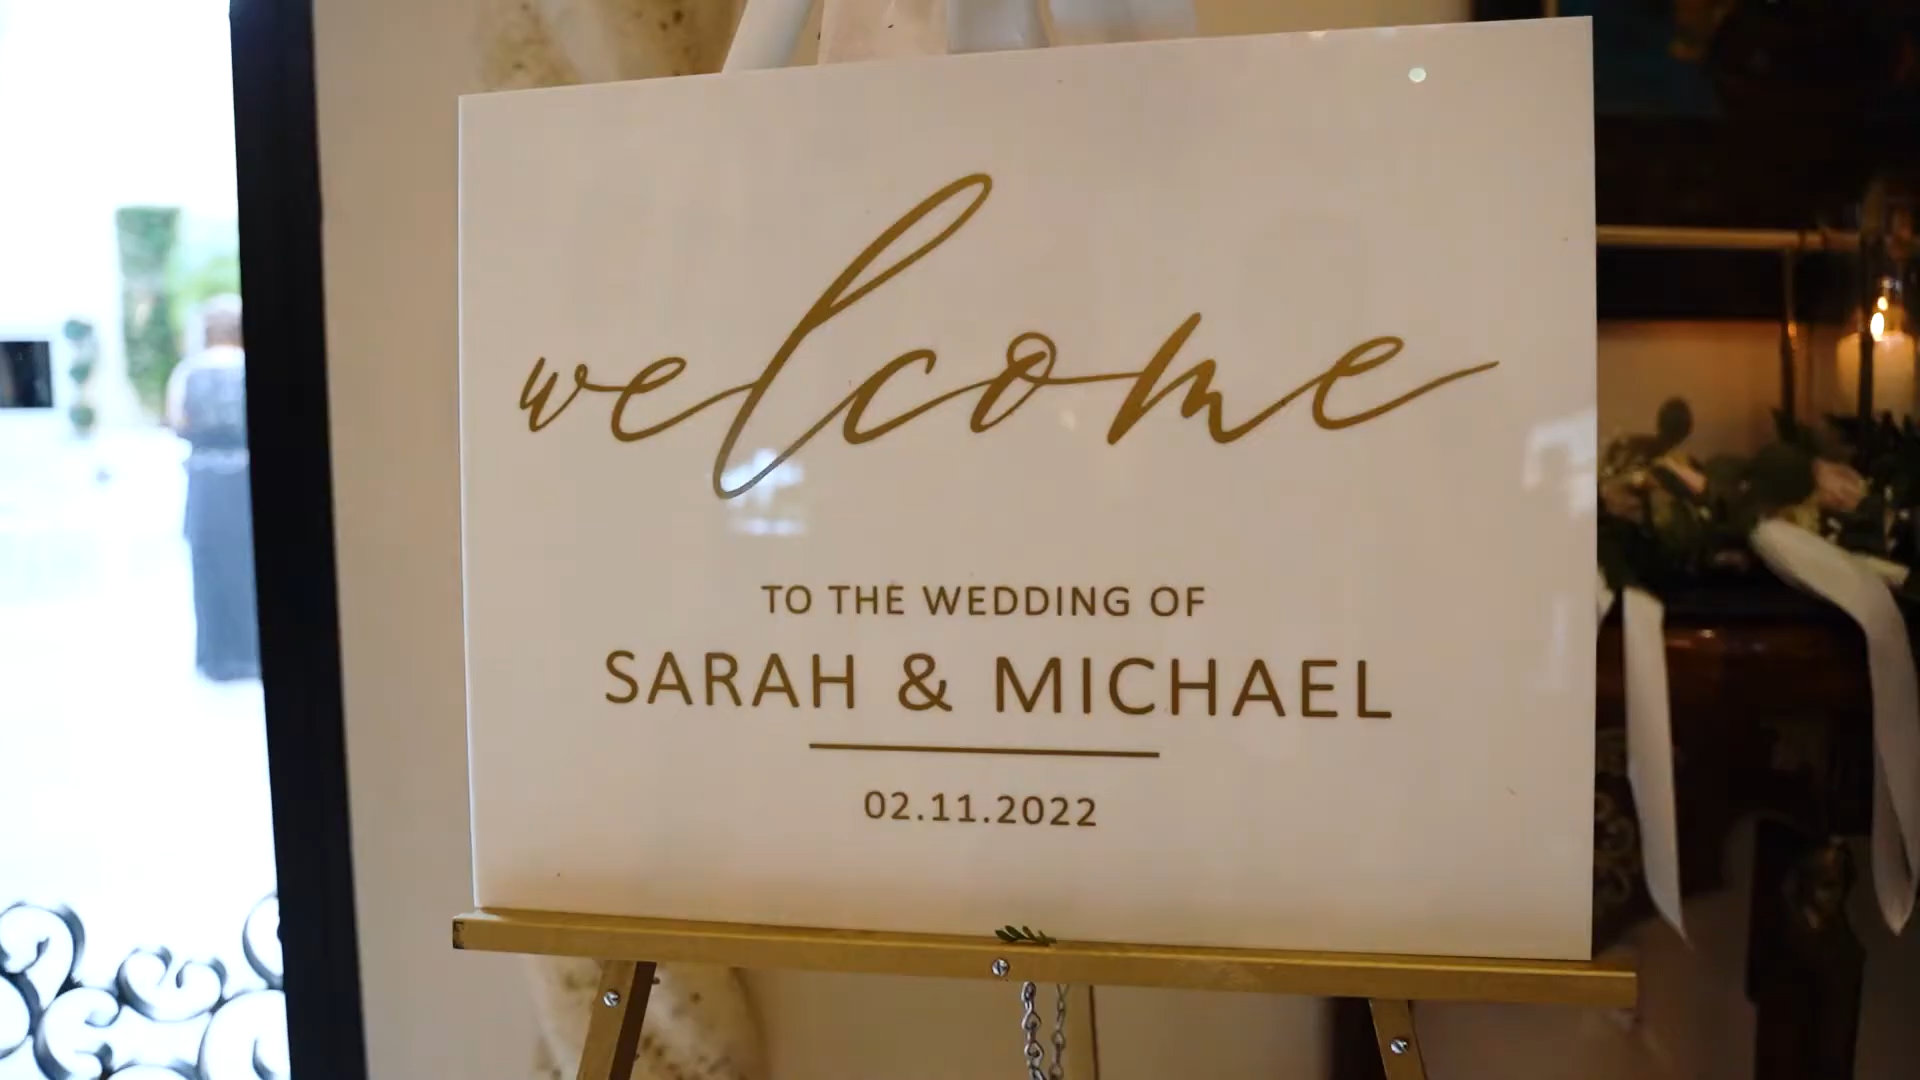 welcome
TO THE WEDDING OF
SARAH & MICHAEL
02.11.2022